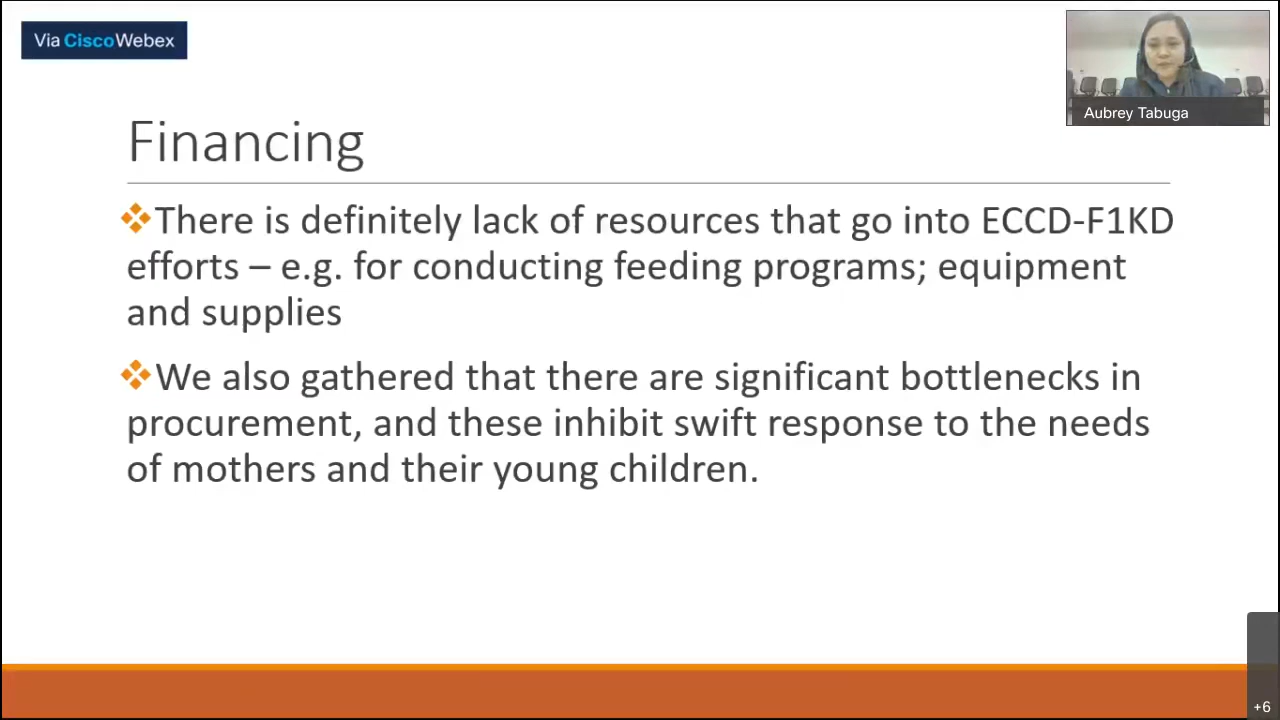 Via CiscoWebex
Aubrey Tabuga
Financing
There is definitely lack of resources that go into ECCD-F1KD
efforts – e.g. for conducting feeding programs; equipment
and supplies
We also gathered that there are significant bottlenecks in
procurement, and these inhibit swift response to the needs
of mothers and their young children.
+6